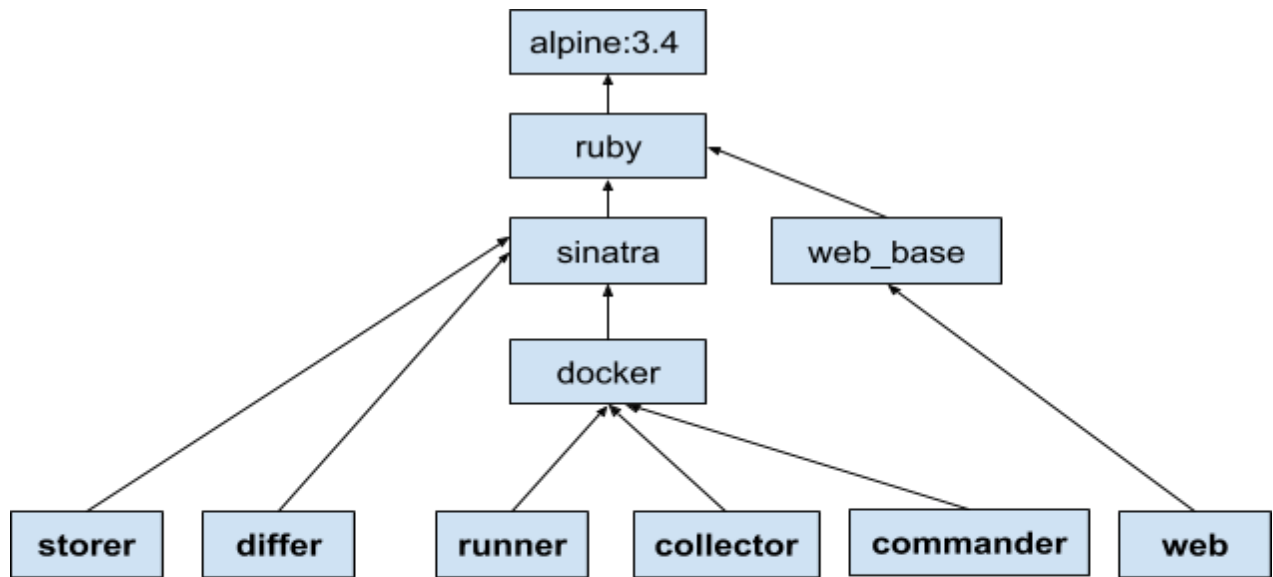 alpine:3.4
ruby
sinatra
web_base
docker
storer
differ
runner
collector
commander
web